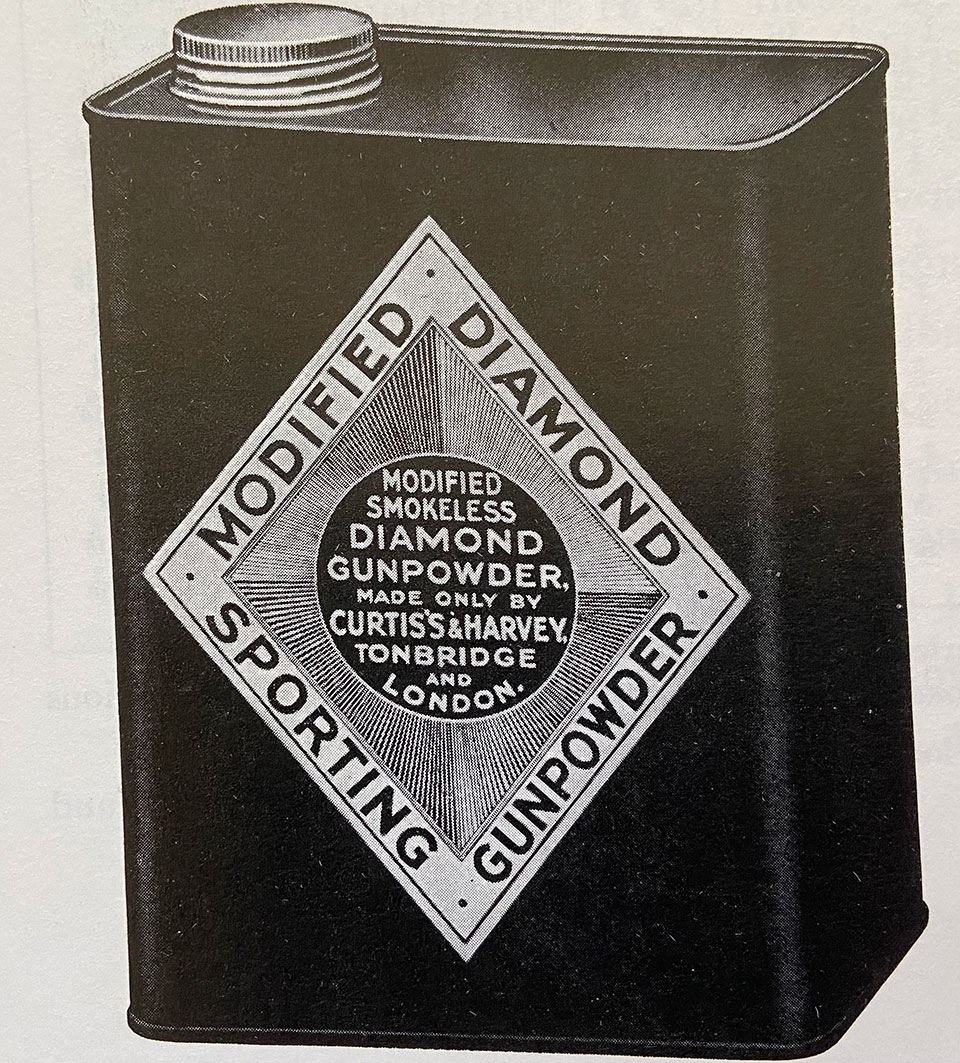 MODIFIED
DIAMOND
SPORTING
GUNPOWDER
MODIFIED
SMOKELESS
DIAMOND
GUNPOWDER,
MADE ONLY BY
CURTIS'S & HARVEY,
TONBRIDGE
AND
LONDON.